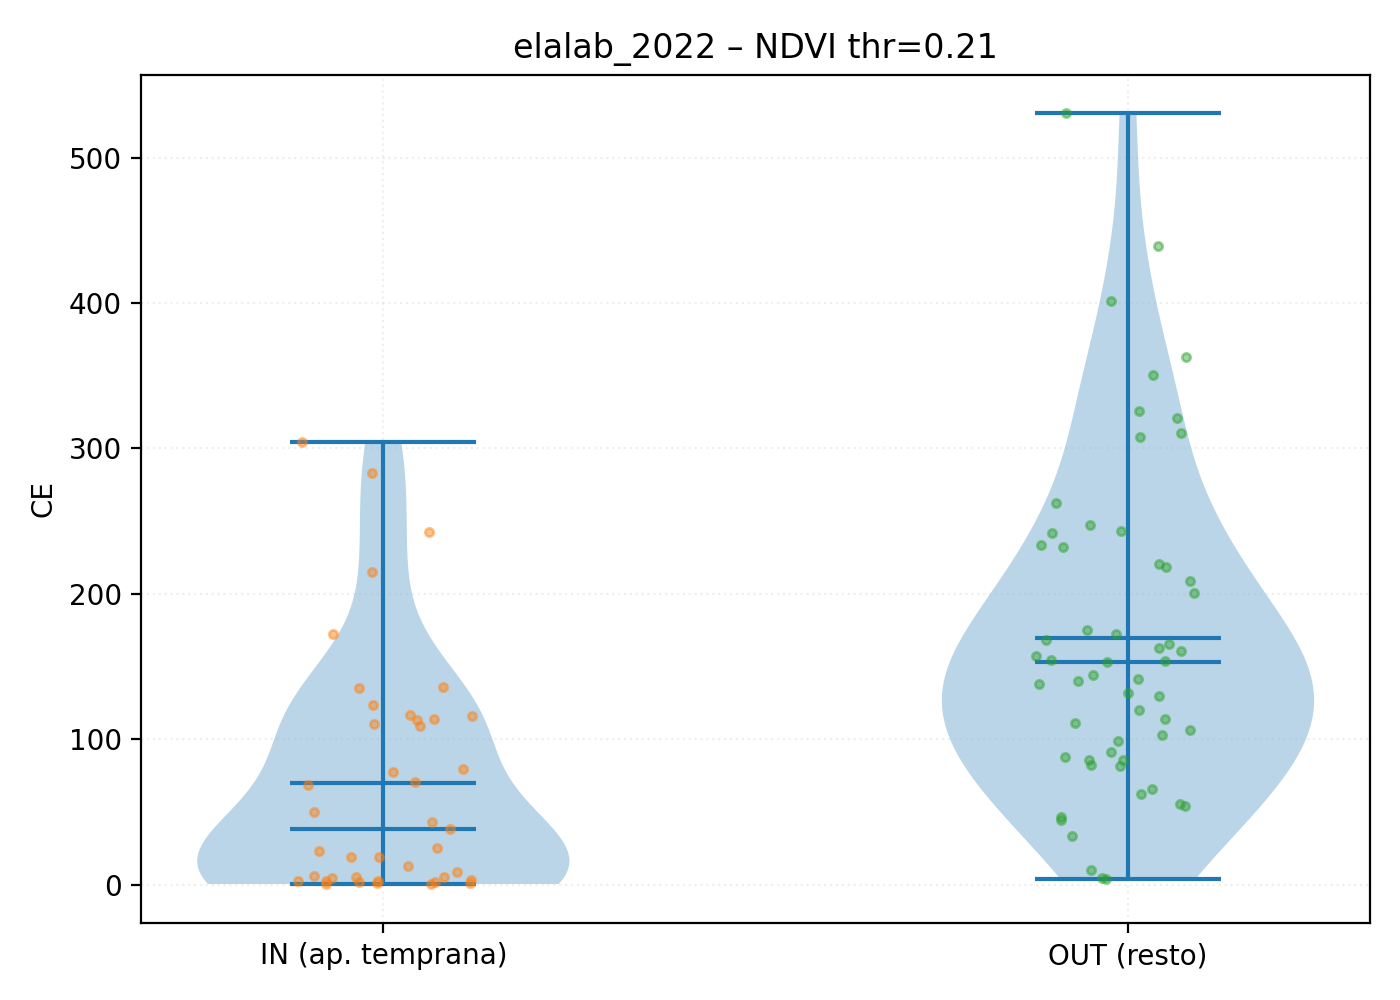 elalab_2022 – NDVI thr=0.21
500
400
300
200
100
0
CE
IN (ap. temprana)
OUT (resto)